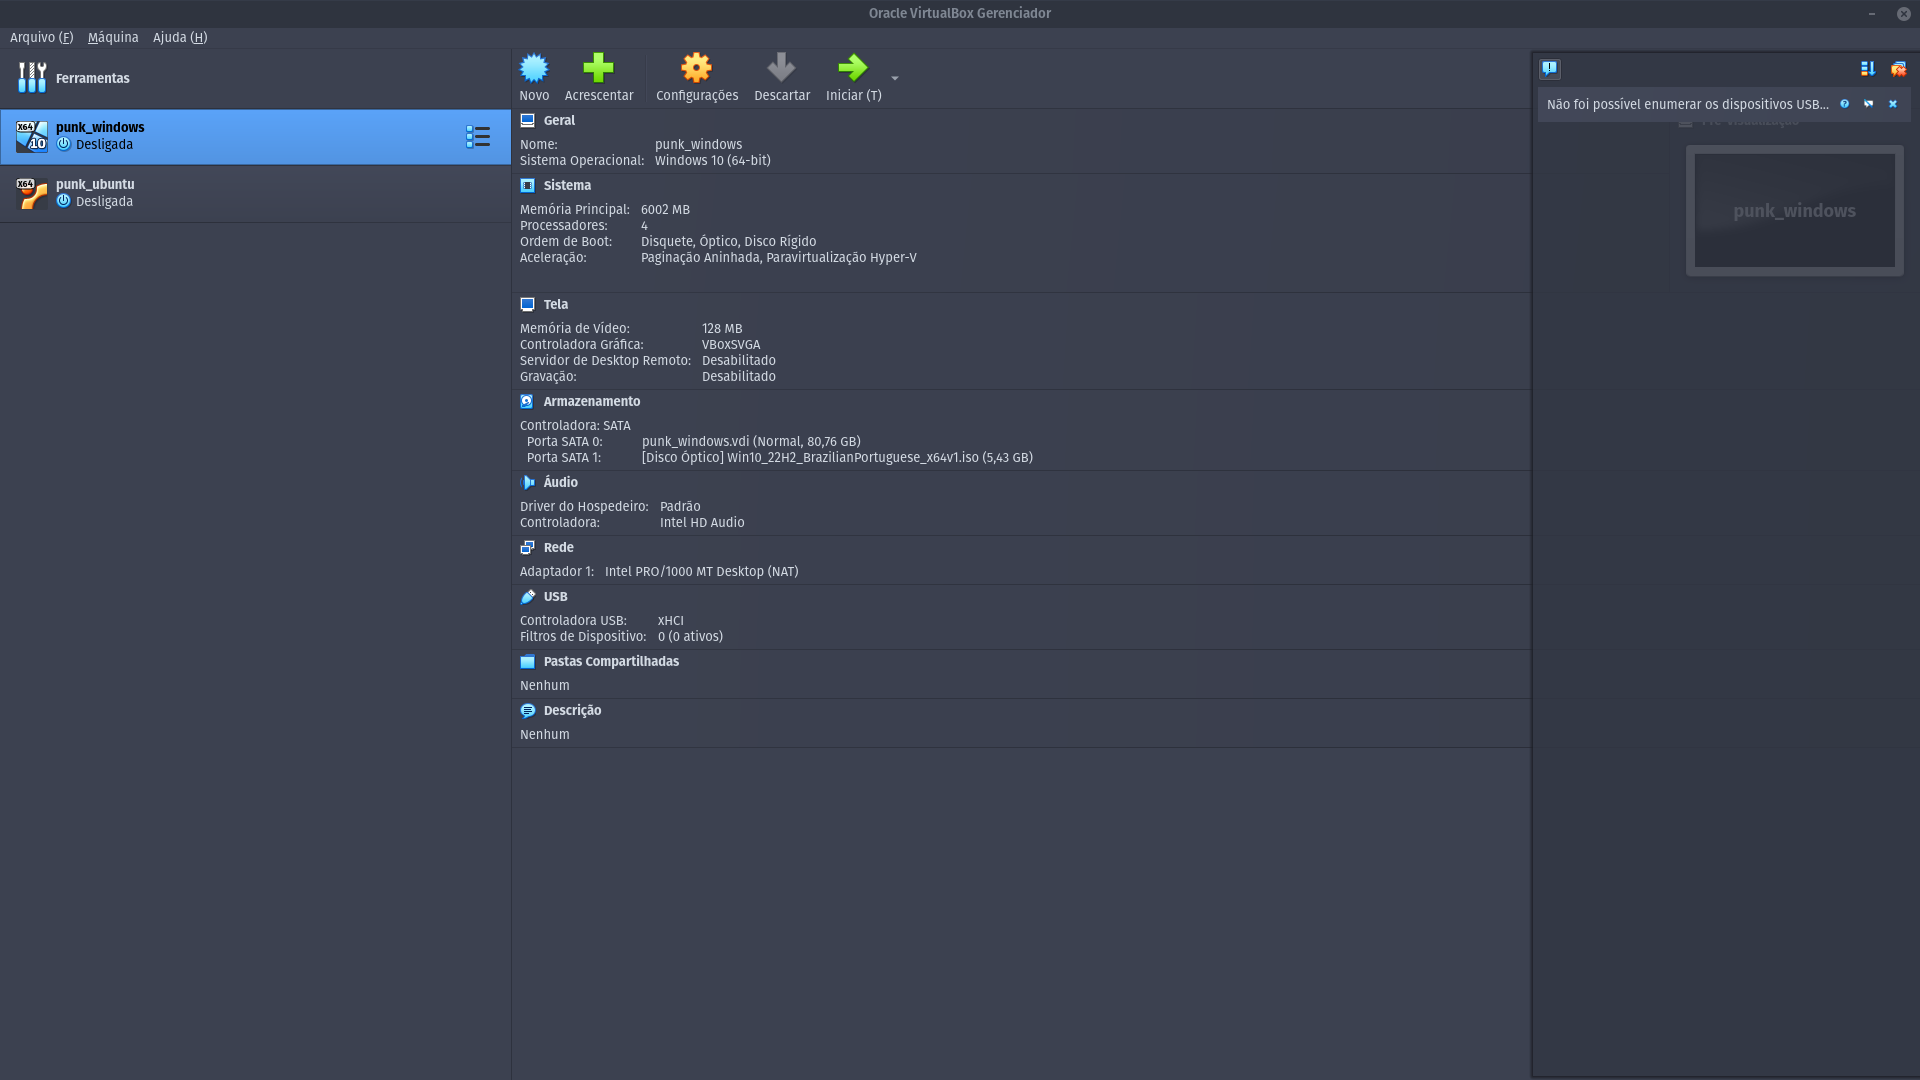 Oracle VirtualBox Gerenciador
Arquivo (F) Máquina Ajuda (H)
Ferramentas
punk_windows
Desligada
punk_ubuntu
Desligada
Novo Acrescentar Configurações Descartar Iniciar (T)
Geral
Nome: punk_windows
Sistema Operacional: Windows 10 (64-bit)
Sistema
Memória Principal: 6002 MB
Processadores: 4
Ordem de Boot: Disquete, Óptico, Disco Rígido
Aceleração: Paginação Aninhada, Paravirtualização Hyper-V
Tela
Memória de Vídeo: 128 MB
Controladora Gráfica: VBoxSVGA
Servidor de Desktop Remoto: Desabilitado
Gravação: Desabilitado
Armazenamento
Controladora: SATA
Porta SATA 0: punk_windows.vdi (Normal, 80,76 GB)
Porta SATA 1: [Disco Óptico] Win10_22H2_BrazilianPortuguese_x64v1.iso (5,43 GB)
Áudio
Driver do Hospedeiro: Padrão
Controladora: Intel HD Audio
Rede
Adaptador 1: Intel PRO/1000 MT Desktop (NAT)
USB
Controladora USB: xHCI
Filtros de Dispositivo: 0 (0 ativos)
Pastas Compartilhadas
Nenhum
Descrição
Nenhum
Não foi possível enumerar os dispositivos USB...
punk_windows
X64
10
X64